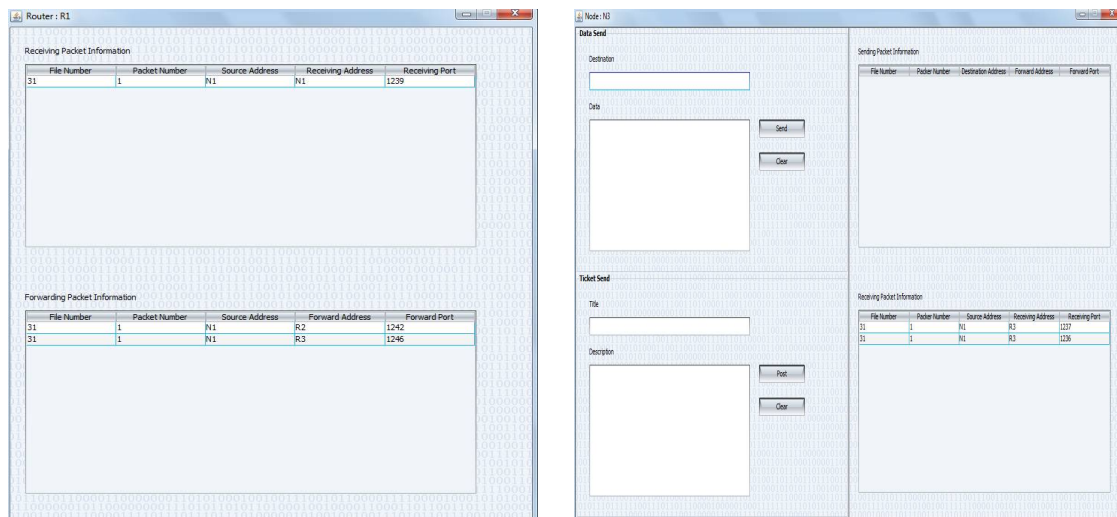 Router : R1
Receiving Packet Information
File Number Packet Number Source Address Receiving Address Receiving Port
31 1 N1 N1 1239
Forwarding Packet Information
File Number Packet Number Source Address Forward Address Forward Port
31 1 N1 R2 1242
31 1 N1 R3 1246
Node : N3
Data Send
Destination
Data
Send
Clear
Ticket Send
Title
Description
Post
Clear
Sending Packet Information
File Number Packer Number Destination Address Forward Address Forward Port
Receiving Packet Information
File Number Packer Number Source Address Receiving Address Receiving Port
31 1 N1 R3 1237
31 1 N1 R3 1236